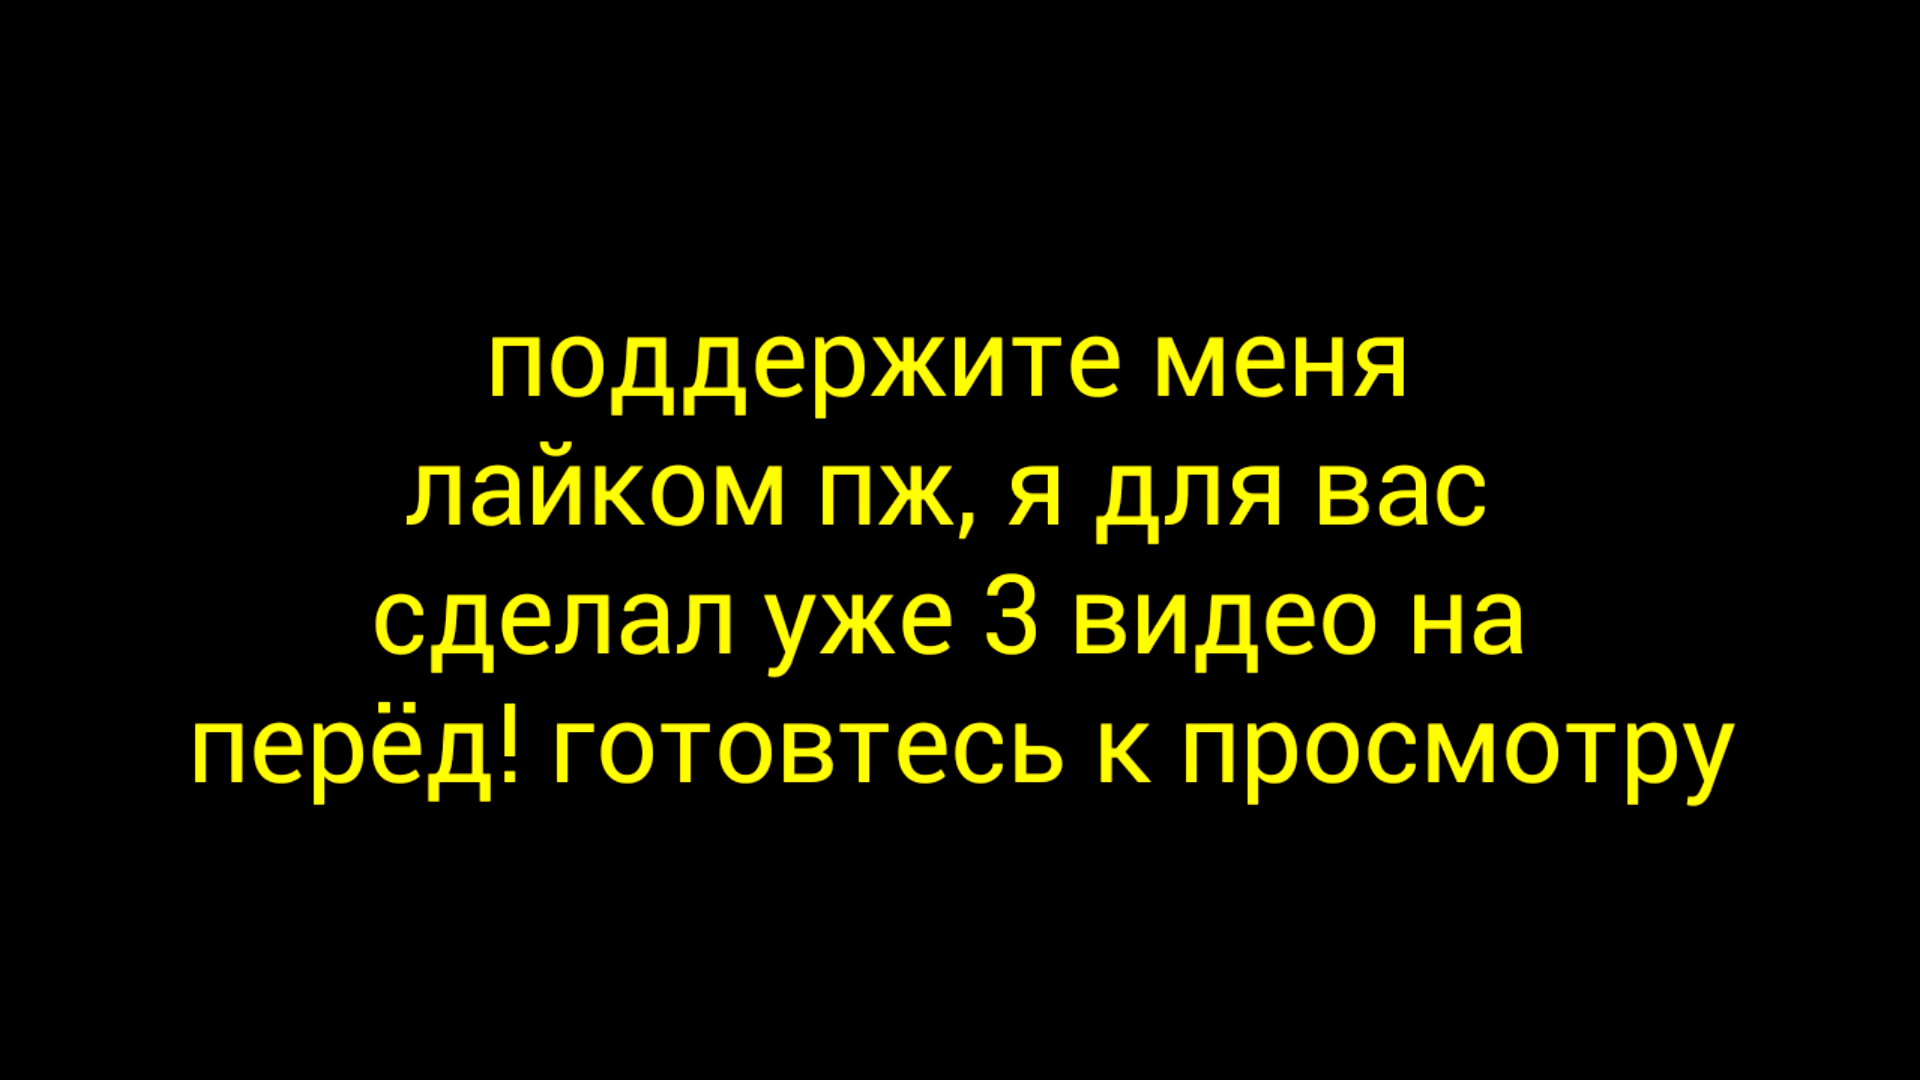 поддержите меня
лайком пж, я для вас
сделал уже 3 видео на
перёд! готовтесь к просмотру